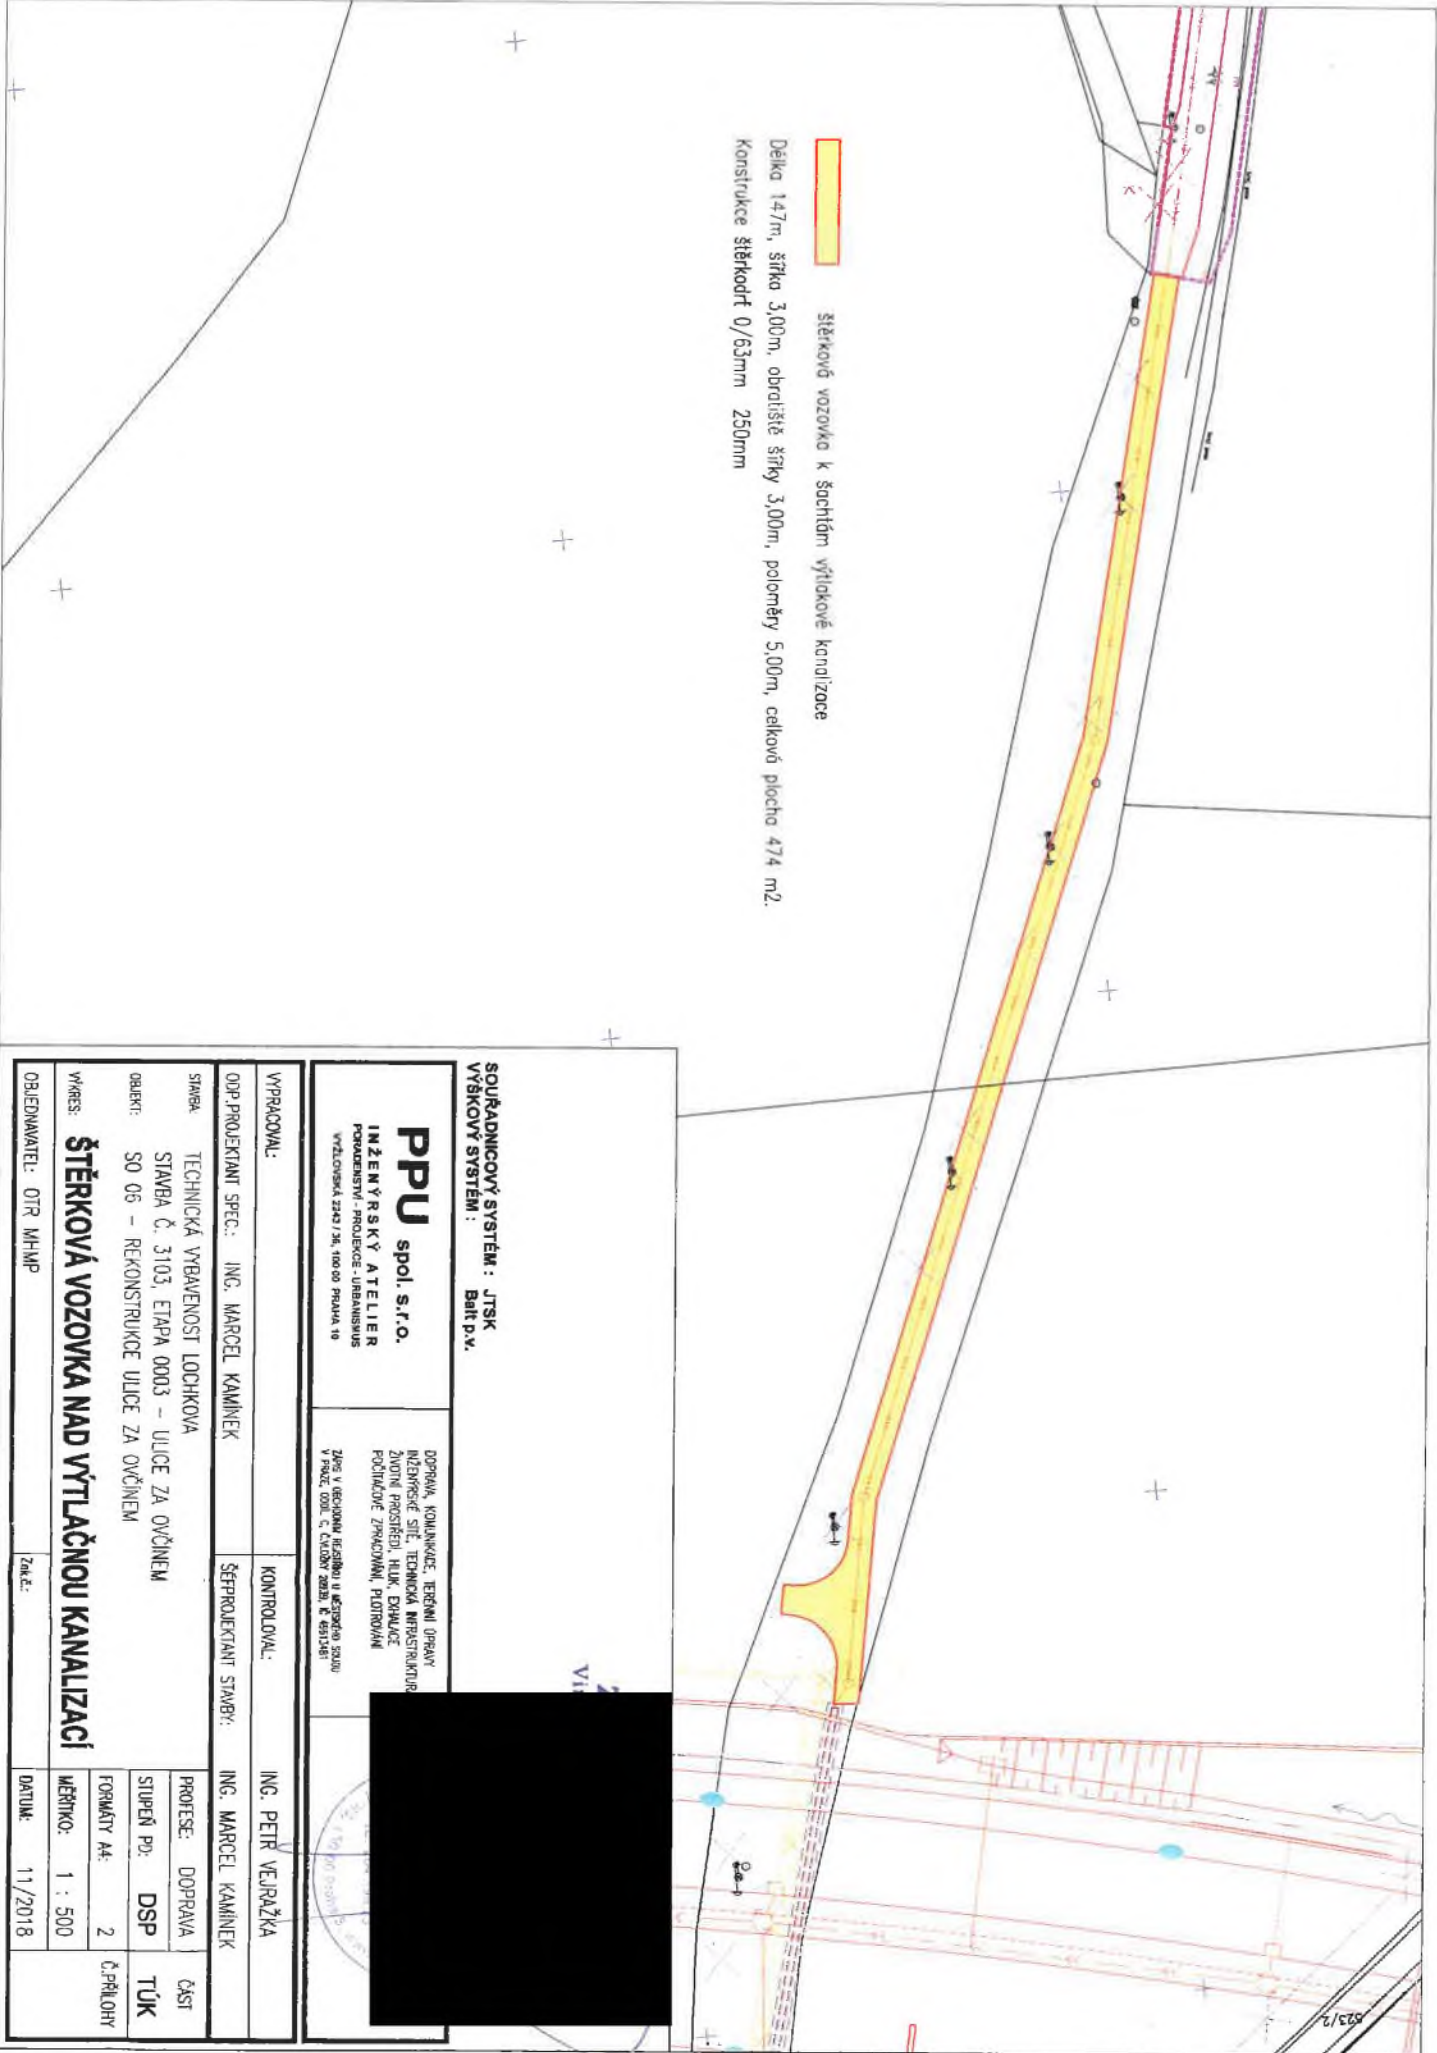 štěrková vozovka k šachtám výtlakové kanalizace
Délka 147m, šířka 3,00m, obratiště šířky 3,00m, poloměry 5,00m, celková plocha 474 m2.
Konstrukce štěrkodrť 0/63mm 250mm
523/2
SOUŘADNICOVÝ SYSTÉM : JTSK
VÝŠKOVÝ SYSTÉM : Balt p.v.
PPU spol. s.r.o.
INŽENÝRSKÝ ATELIER
PORADENSTVÍ - PROJEKCE - URBANISMUS
VYŽLOVSKÁ 2243 / 36, 100 00 PRAHA 10
DOPRAVA, KOMUNIKACE, TERÉNNÍ ÚPRAVY
INŽENÝRSKÉ SÍTĚ, TECHNICKÁ INFRASTRUKTURA
ŽIVOTNÍ PROSTŘEDÍ, HLUK, EXHALACE
POČÍTAČOVÉ ZPRACOVÁNÍ, PLOTROVÁNÍ
VYPRACOVAL:
KONTROLOVAL: ING. PETR VEJRAŽKA
ODP.PROJEKTANT SPEC.: ING. MARCEL KAMÍNEK
ŠÉFPROJEKTANT STAVBY: ING. MARCEL KAMÍNEK
STAVBA: TECHNICKÁ VYBAVENOST LOCHKOVA
STAVBA Č. 3103, ETAPA 0003 - ULICE ZA OVČÍNEM
OBJEKT: SO 06 - REKONSTRUKCE ULICE ZA OVČÍNEM
PROFESE: DOPRAVA
ČÁST
STUPEŇ PD: DSP
TÚK
FORMÁTY A4: 2
Č.PŘÍLOHY
VÝKRES: ŠTĚRKOVÁ VOZOVKA NAD VÝTLAČNOU KANALIZACÍ
MĚŘÍTKO: 1 : 500
OBJEDNAVATEL: OTR MHMP
Zak.č.:
DATUM: 11/2018